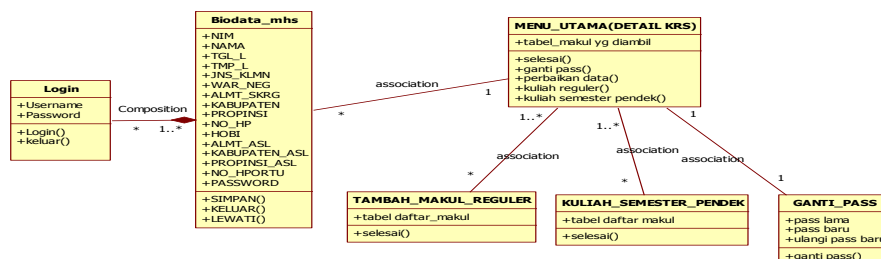 Login
+Username
+Password
+Login()
+keluar()
Composition
*
1..*
Biodata_mhs
+NIM
+NAMA
+TGL_L
+TMP_L
+JNS_KLMN
+WAR_NEG
+ALMT_SKRG
+KABUPATEN
+PROPINSI
+NO_HP
+HOBI
+ALMT_ASL
+KABUPATEN_ASL
+PROPINSI_ASL
+NO_HPORTU
+PASSWORD
+SIMPAN()
+KELUAR()
+LEWATI()
association
*
1
MENU_UTAMA(DETAIL KRS)
+tabel_makul yg diambil
+selesai()
+ganti pass()
+perbaikan data()
+kuliah reguler()
+kuliah semester pendek()
1..*
association
*
1..*
association
*
1
association
1
TAMBAH_MAKUL_REGULER
+tabel daftar_makul
+selesai()
KULIAH_SEMESTER_PENDEK
+tabel daftar makul
+selesai()
GANTI_PASS
+pass lama
+pass baru
+ulangi pass baru
+ganti pass()